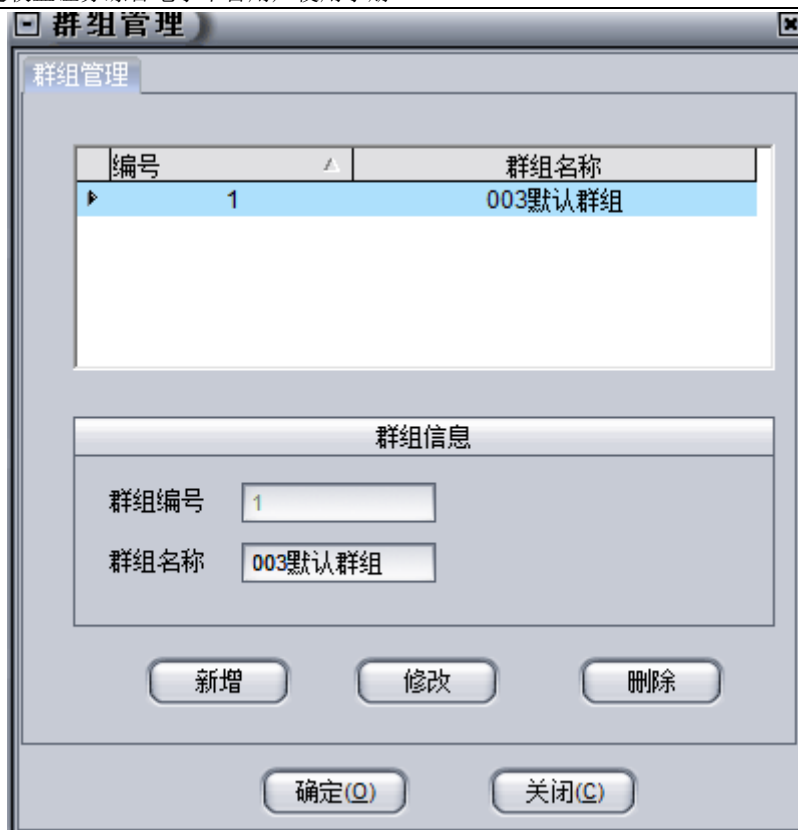 群组管理
群组管理
编号 群组名称
1 003默认群组
群组信息
群组编号 1
群组名称 003默认群组
新增 修改 删除
确定(O) 关闭(C)